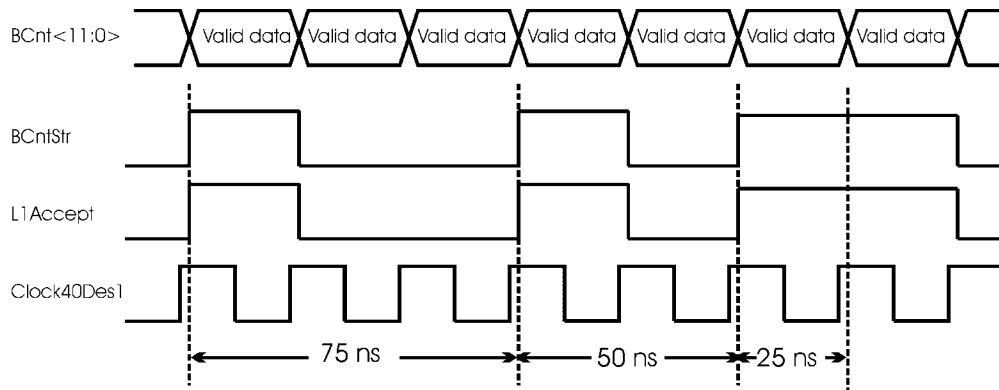 BCnt<11:0> Valid data Valid data Valid data Valid data Valid data Valid data Valid data
BCntStr
L1Accept
Clock40Des1
75 ns 50 ns 25 ns